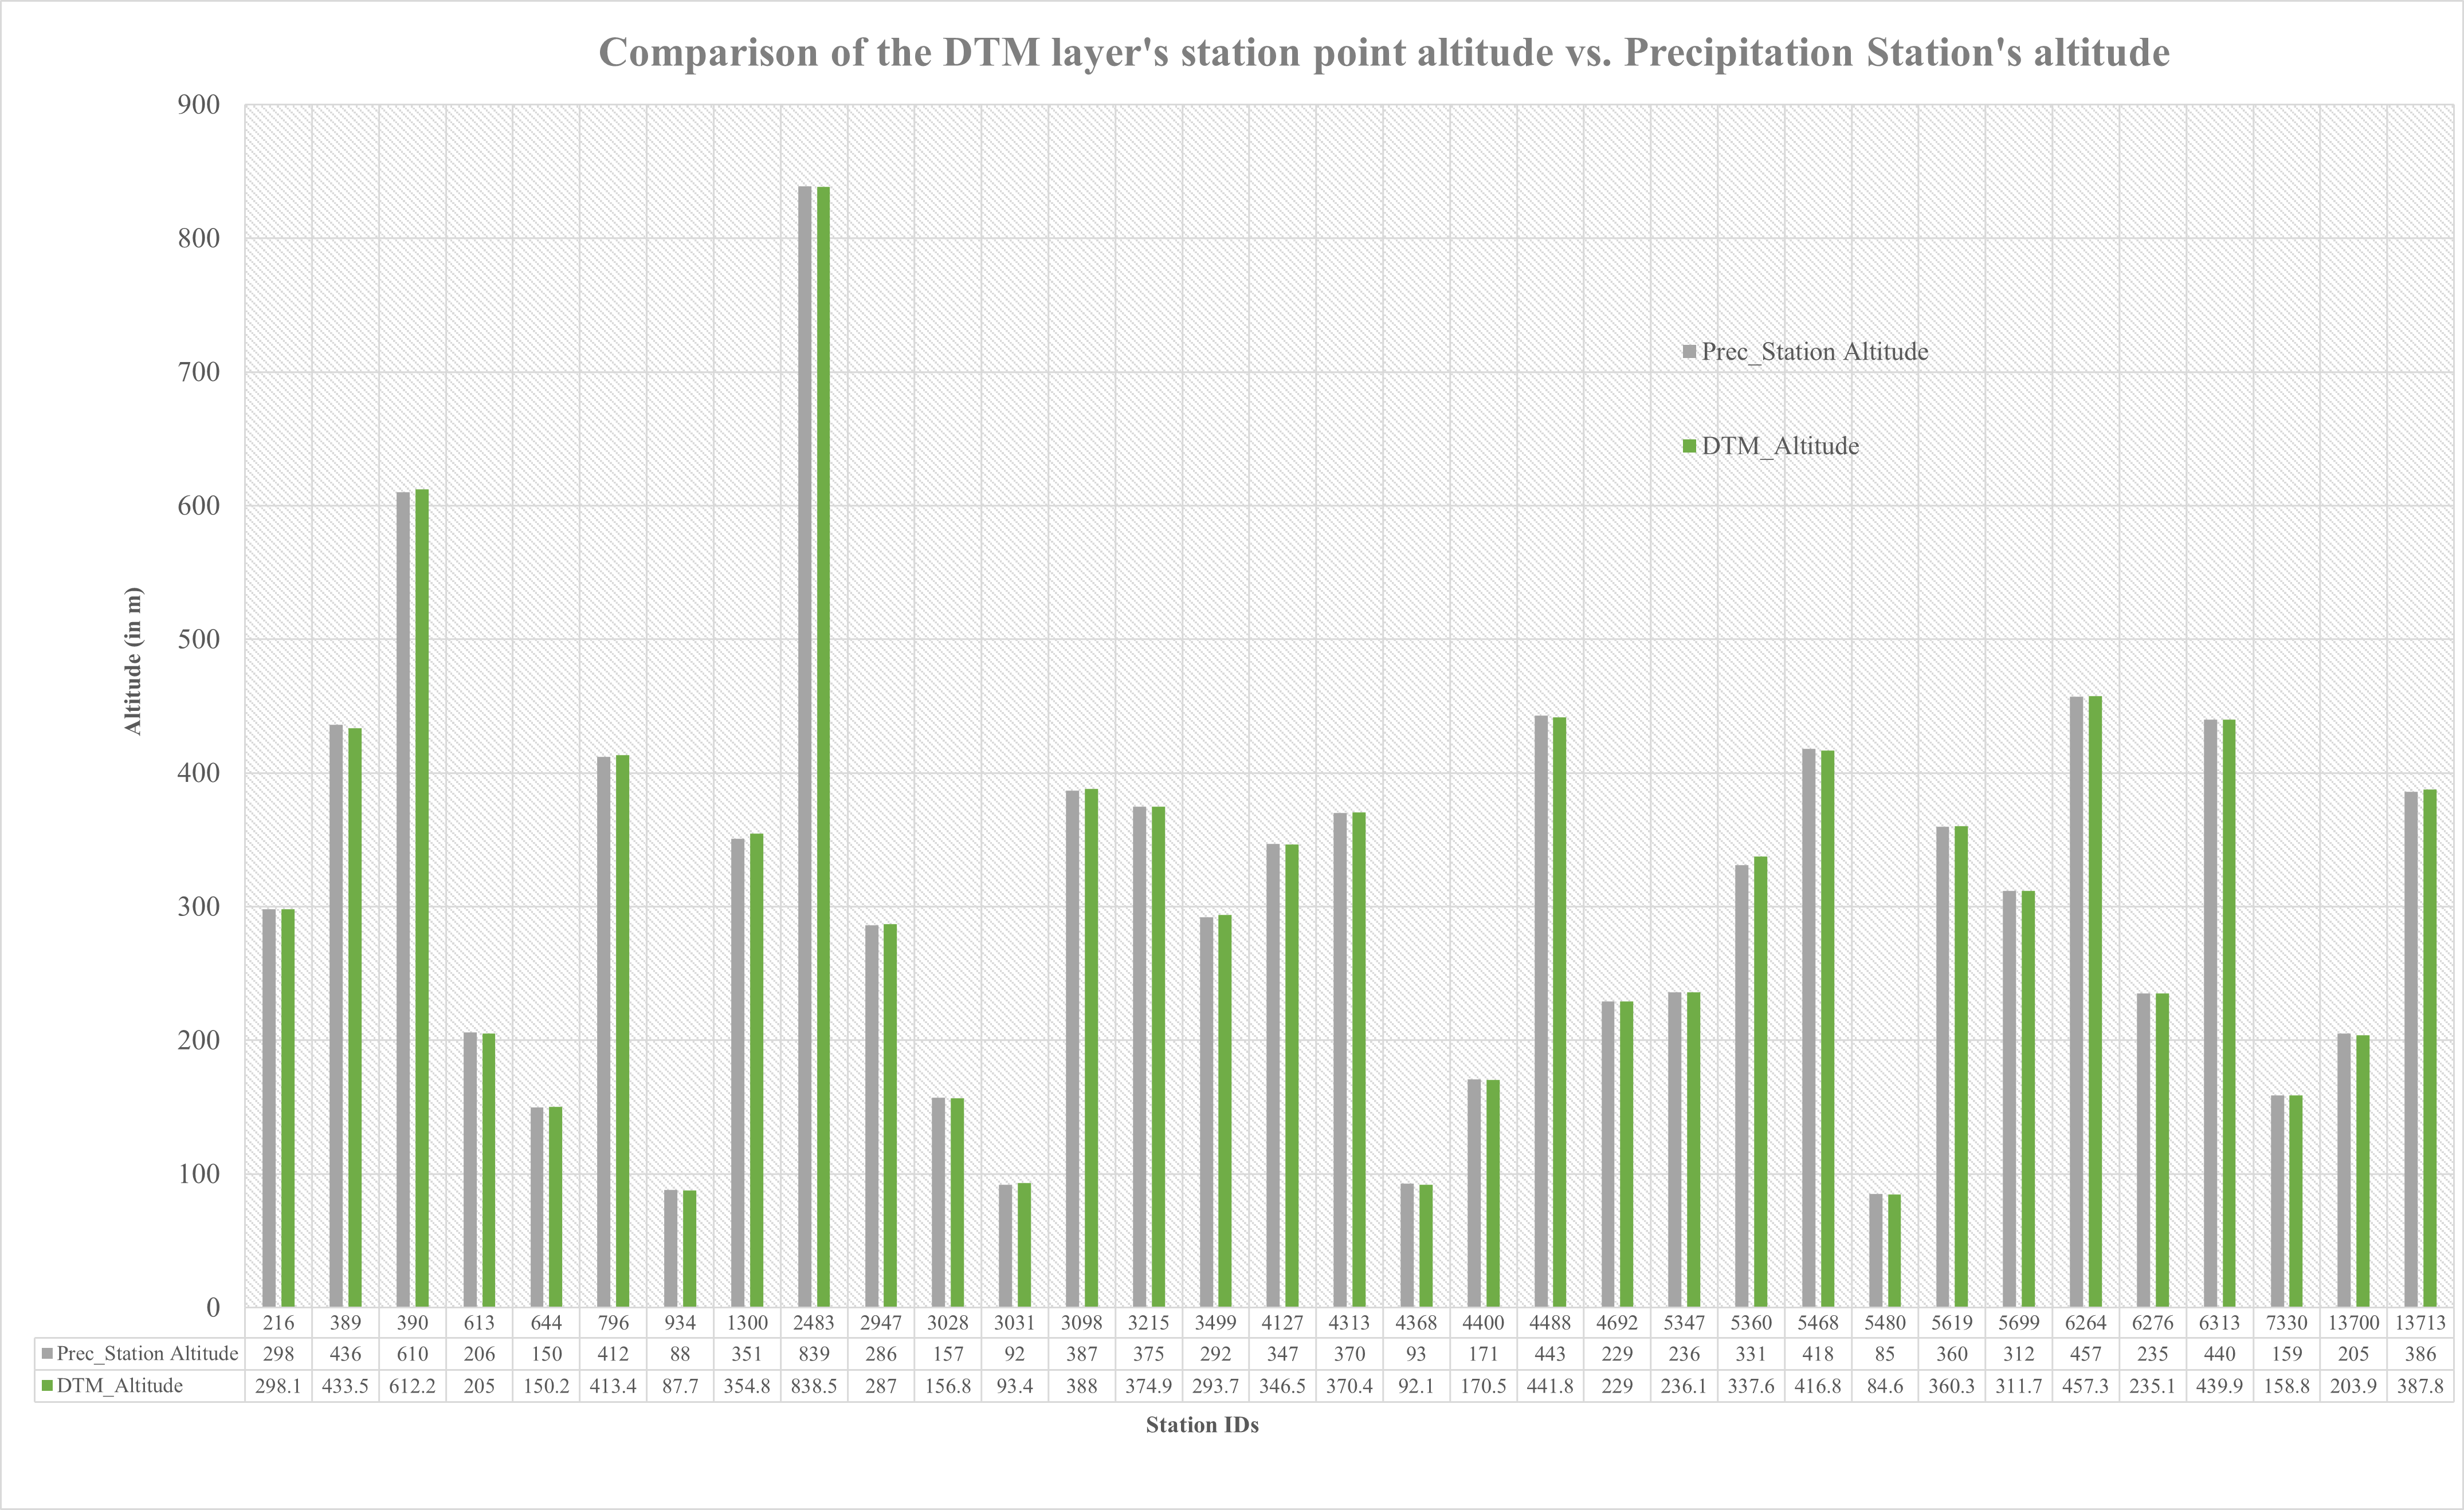 Comparison of the DTM layer's station point altitude vs. Precipitation Station's altitude
900
800
700
600
500
400
300
200
100
0
Altitude (in m)
Prec_Station Altitude
DTM_Altitude
216 389 390 613 644 796 934 1300 2483 2947 3028 3031 3098 3215 3499 4127 4313 4368 4400 4488 4692 5347 5360 5468 5480 5619 5699 6264 6276 6313 7330 13700 13713
Prec_Station Altitude 298 436 610 206 150 412 88 351 839 286 157 92 387 375 292 347 370 93 171 443 229 236 331 418 85 360 312 457 235 440 159 205 386
DTM_Altitude 298.1 433.5 612.2 205 150.2 413.4 87.7 354.8 838.5 287 156.8 93.4 388 374.9 293.7 346.5 370.4 92.1 170.5 441.8 229 236.1 337.6 416.8 84.6 360.3 311.7 457.3 235.1 439.9 158.8 203.9 387.8
Station IDs